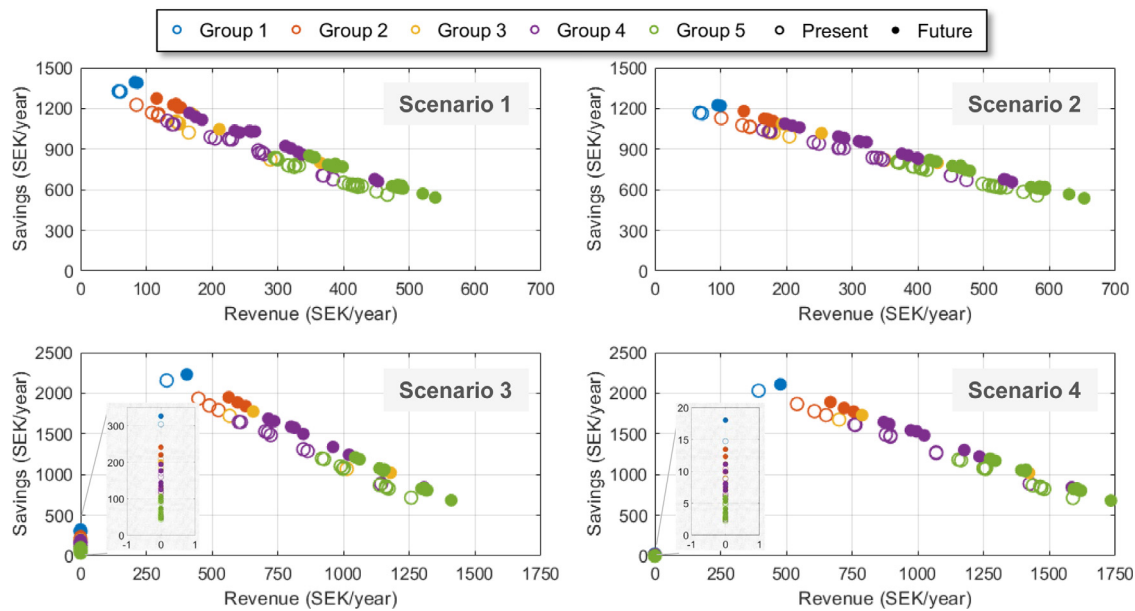 Group 1 Group 2 Group 3 Group 4 Group 5 Present Future
1500
1200
900
600
300
0
Savings (SEK/year)
Scenario 1
0 100 200 300 400 500 600 700
Revenue (SEK/year)
1500
1200
900
600
300
0
Savings (SEK/year)
Scenario 2
0 100 200 300 400 500 600 700
Revenue (SEK/year)
2500
2000
1500
1000
500
0
Savings (SEK/year)
Scenario 3
300
200
100
0
-1 0 1
0 250 500 750 1000 1250 1500 1750
Revenue (SEK/year)
2500
2000
1500
1000
500
0
Savings (SEK/year)
Scenario 4
20
15
10
5
0
-1 0 1
0 250 500 750 1000 1250 1500 1750
Revenue (SEK/year)